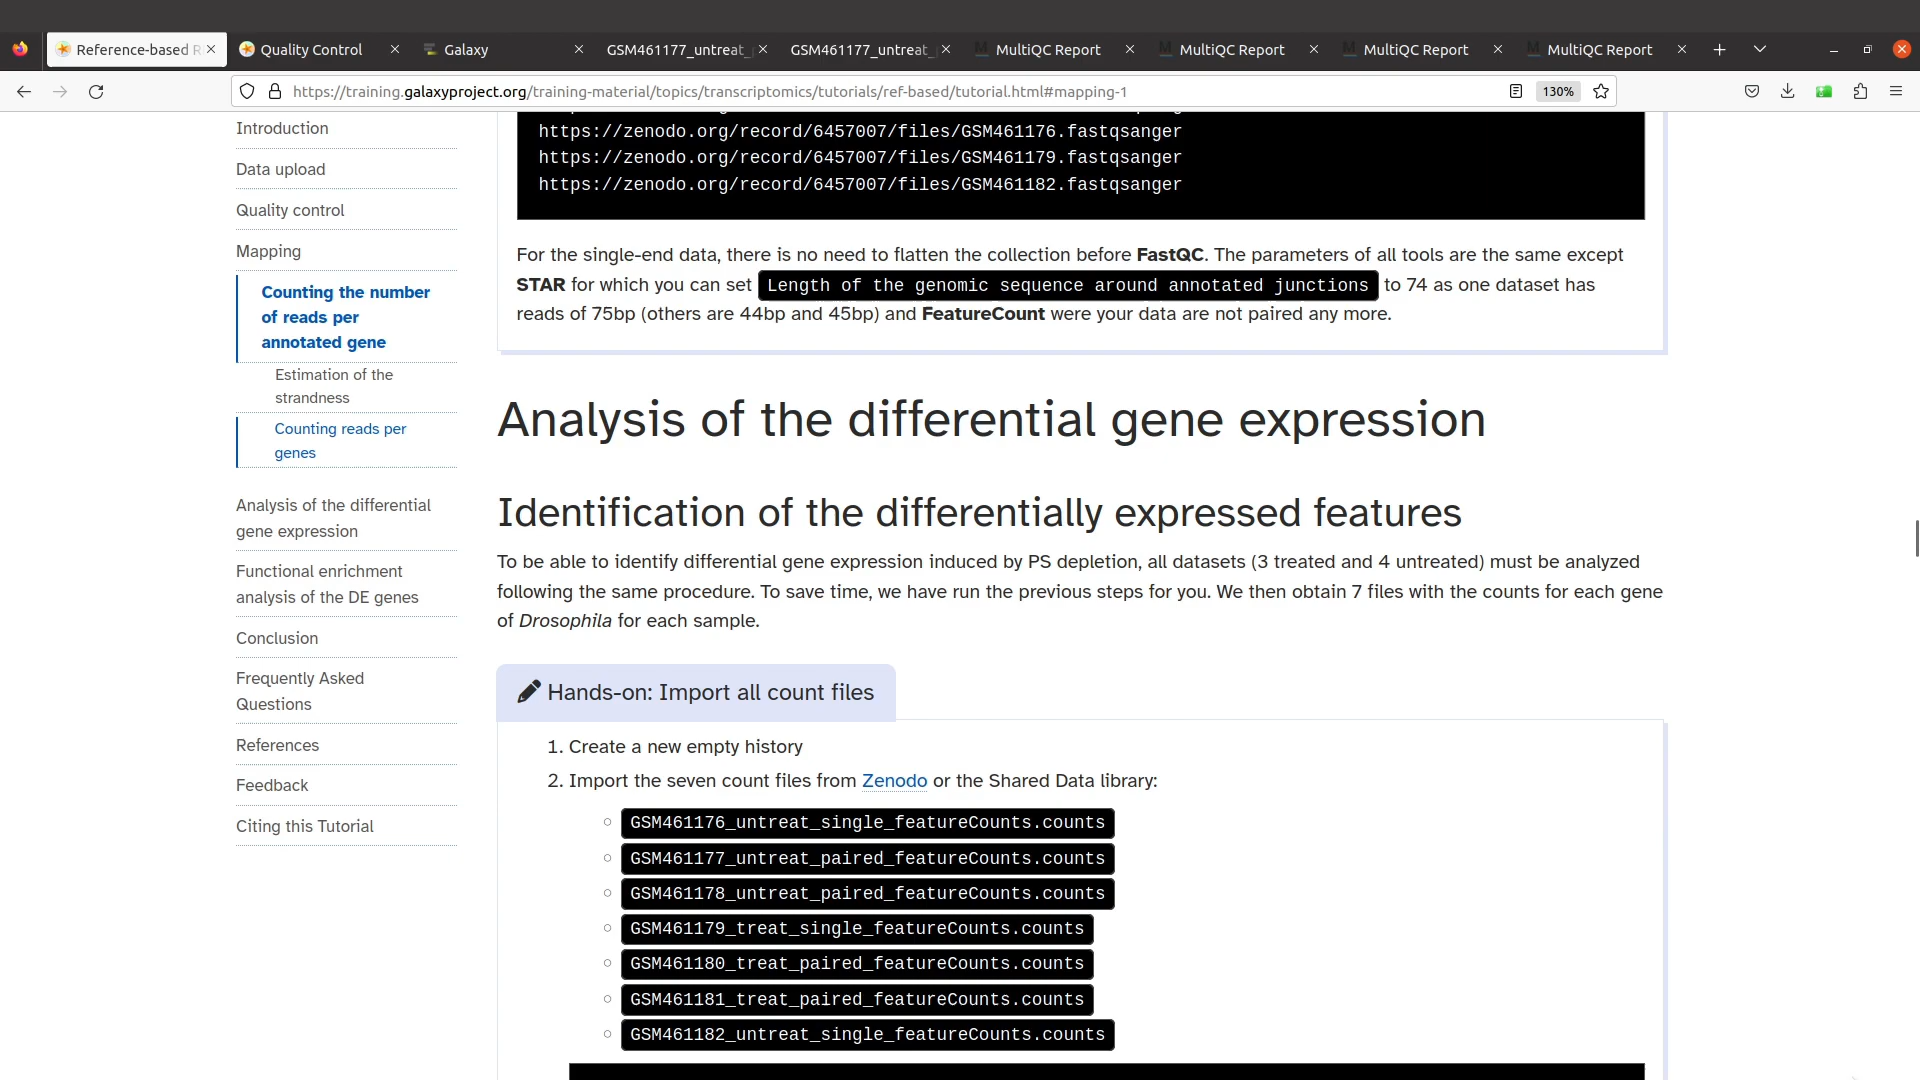 Reference-based R
Quality Control
Galaxy
GSM461177_untreat_
GSM461177_untreat_
MultiQC Report
MultiQC Report
MultiQC Report
MultiQC Report
https://training.galaxyproject.org/training-material/topics/transcriptomics/tutorials/ref-based/tutorial.html#mapping-1
130%
Introduction
Data upload
Quality control
Mapping
Counting the number
of reads per
annotated gene
Estimation of the
strandness
Counting reads per
genes
Analysis of the differential
gene expression
Functional enrichment
analysis of the DE genes
Conclusion
Frequently Asked
Questions
References
Feedback
Citing this Tutorial
https://zenodo.org/record/6457007/files/GSM461176.fastqsanger
https://zenodo.org/record/6457007/files/GSM461179.fastqsanger
https://zenodo.org/record/6457007/files/GSM461182.fastqsanger
For the single-end data, there is no need to flatten the collection before FastQC. The parameters of all tools are the same except
STAR for which you can set Length of the genomic sequence around annotated junctions to 74 as one dataset has
reads of 75bp (others are 44bp and 45bp) and FeatureCount were your data are not paired any more.
Analysis of the differential gene expression
Identification of the differentially expressed features
To be able to identify differential gene expression induced by PS depletion, all datasets (3 treated and 4 untreated) must be analyzed
following the same procedure. To save time, we have run the previous steps for you. We then obtain 7 files with the counts for each gene
of Drosophila for each sample.
Hands-on: Import all count files
1. Create a new empty history
2. Import the seven count files from Zenodo or the Shared Data library:
GSM461176_untreat_single_featureCounts.counts
GSM461177_untreat_paired_featureCounts.counts
GSM461178_untreat_paired_featureCounts.counts
GSM461179_treat_single_featureCounts.counts
GSM461180_treat_paired_featureCounts.counts
GSM461181_treat_paired_featureCounts.counts
GSM461182_untreat_single_featureCounts.counts